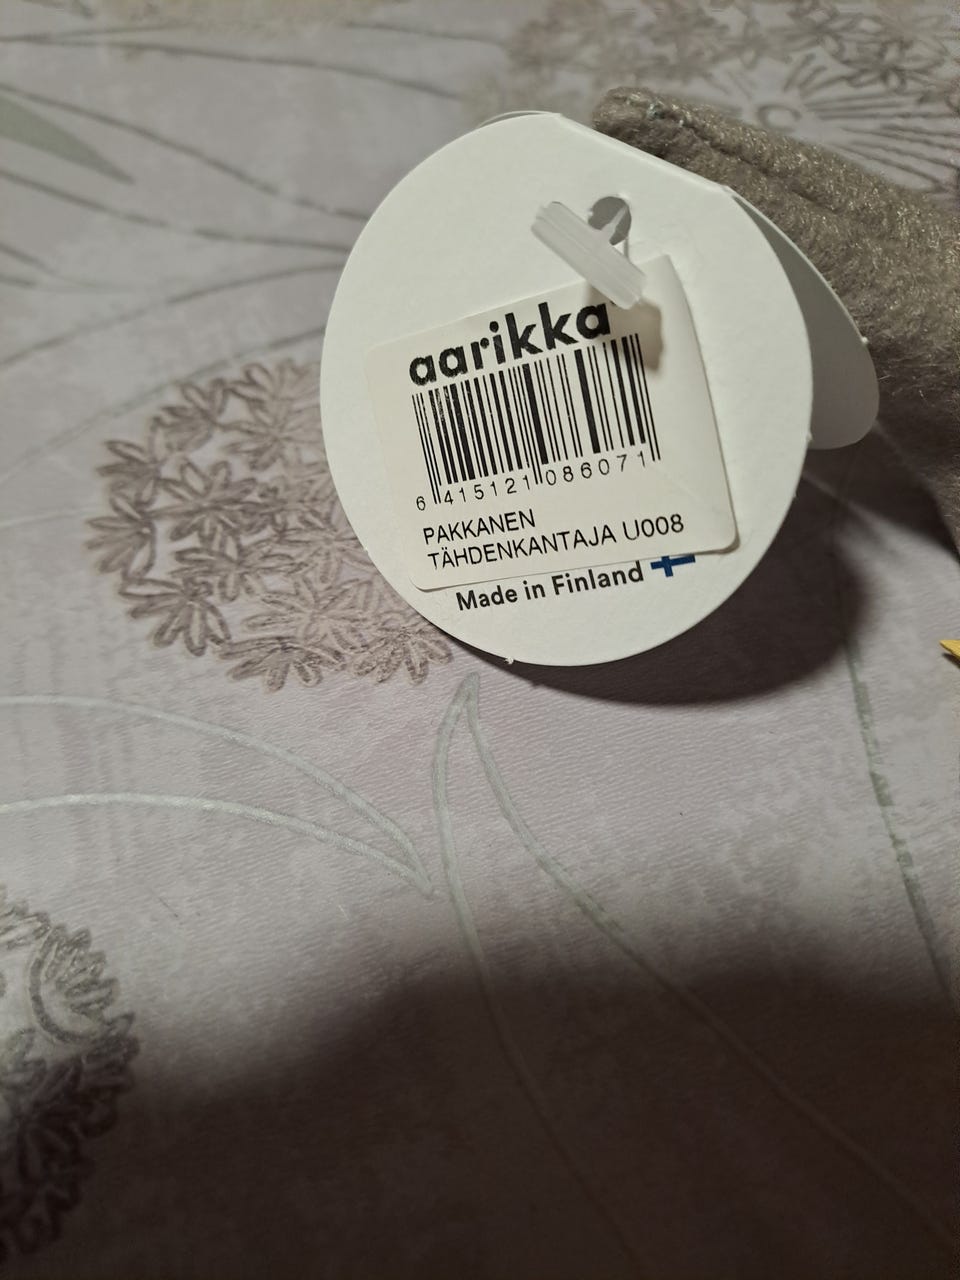 aarikka
6 415121 086071
PAKKANEN
TÄHDENKANTAJA U008
Made in Finland